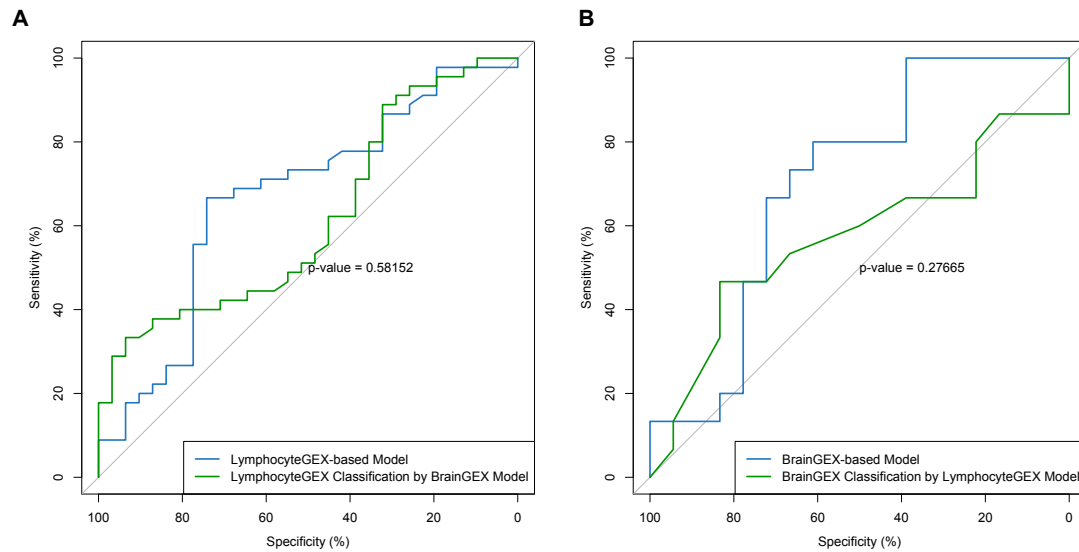 A
Sensitivity (%)
100
80
60
40
20
0
p-value = 0.58152
LymphocyteGEX-based Model
LymphocyteGEX Classification by BrainGEX Model
100 80 60 40 20 0
Specificity (%)
B
Sensitivity (%)
100
80
60
40
20
0
p-value = 0.27665
BrainGEX-based Model
BrainGEX Classification by LymphocyteGEX Model
100 80 60 40 20 0
Specificity (%)